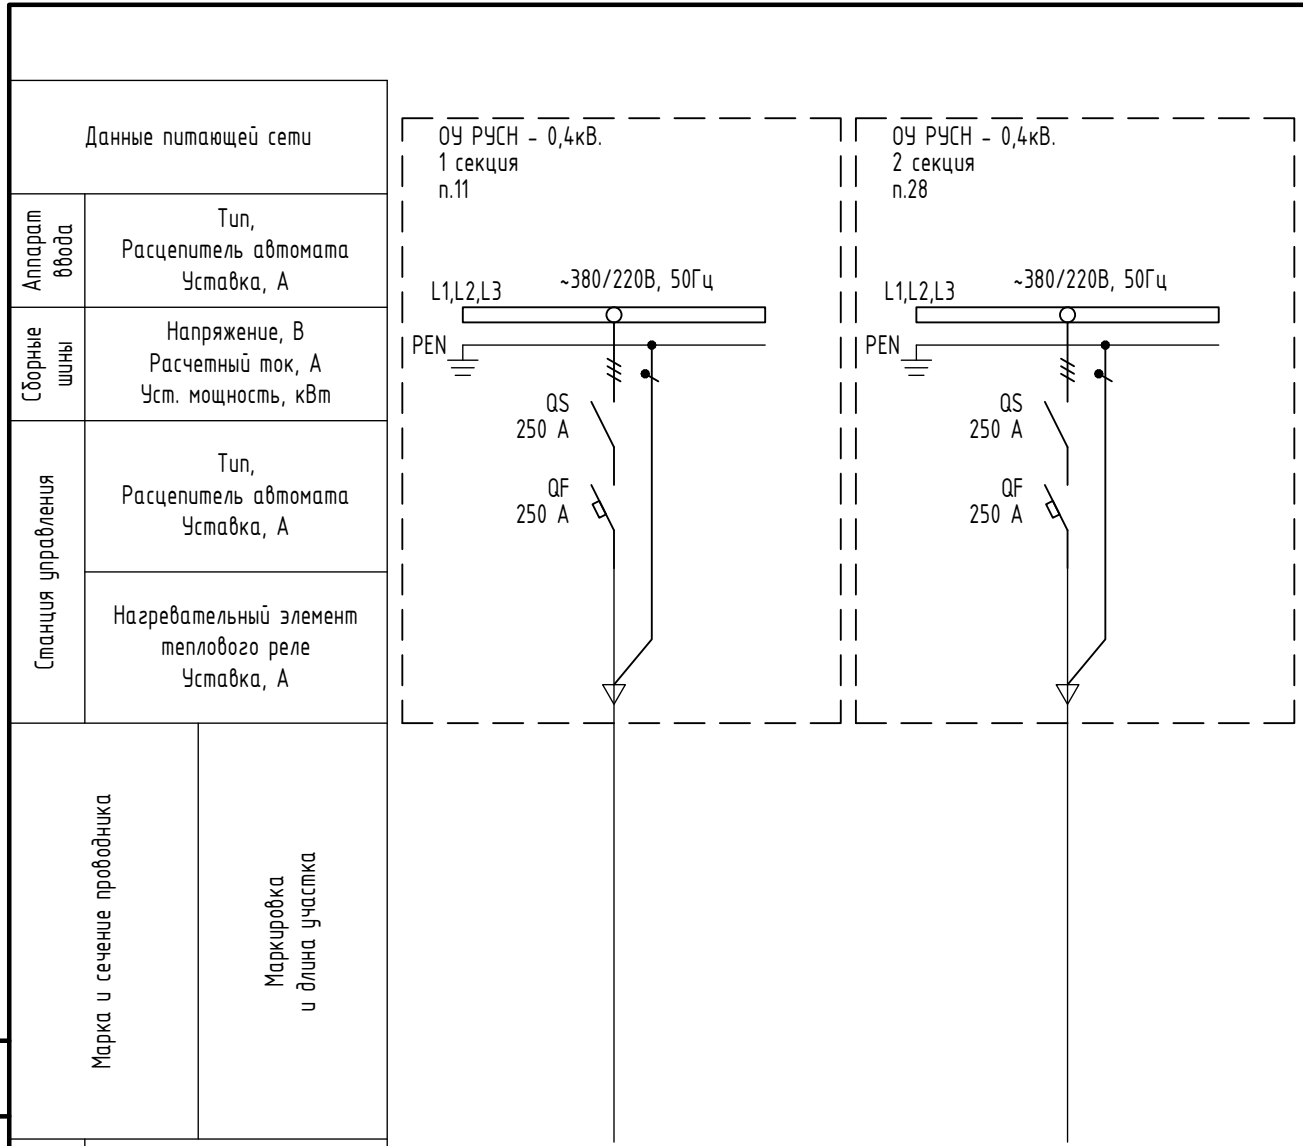 Данные питающей сети
Аппарат
ввода
Тип,
Расцепитель автомата
Уставка, А
Сборные
шины
Напряжение, В
Расчетный ток, А
Уст. мощность, кВт
Станция управления
Тип,
Расцепитель автомата
Уставка, А
Нагревательный элемент
теплового реле
Уставка, А
Марка и сечение проводника
Маркировка
и длина участка
ОУ РУСН - 0,4кВ.
1 секция
п.11
L1,L2,L3
~380/220В, 50Гц
PEN
QS
250 А
QF
250 А
ОУ РУСН - 0,4кВ.
2 секция
п.28
L1,L2,L3
~380/220В, 50Гц
PEN
QS
250 А
QF
250 А